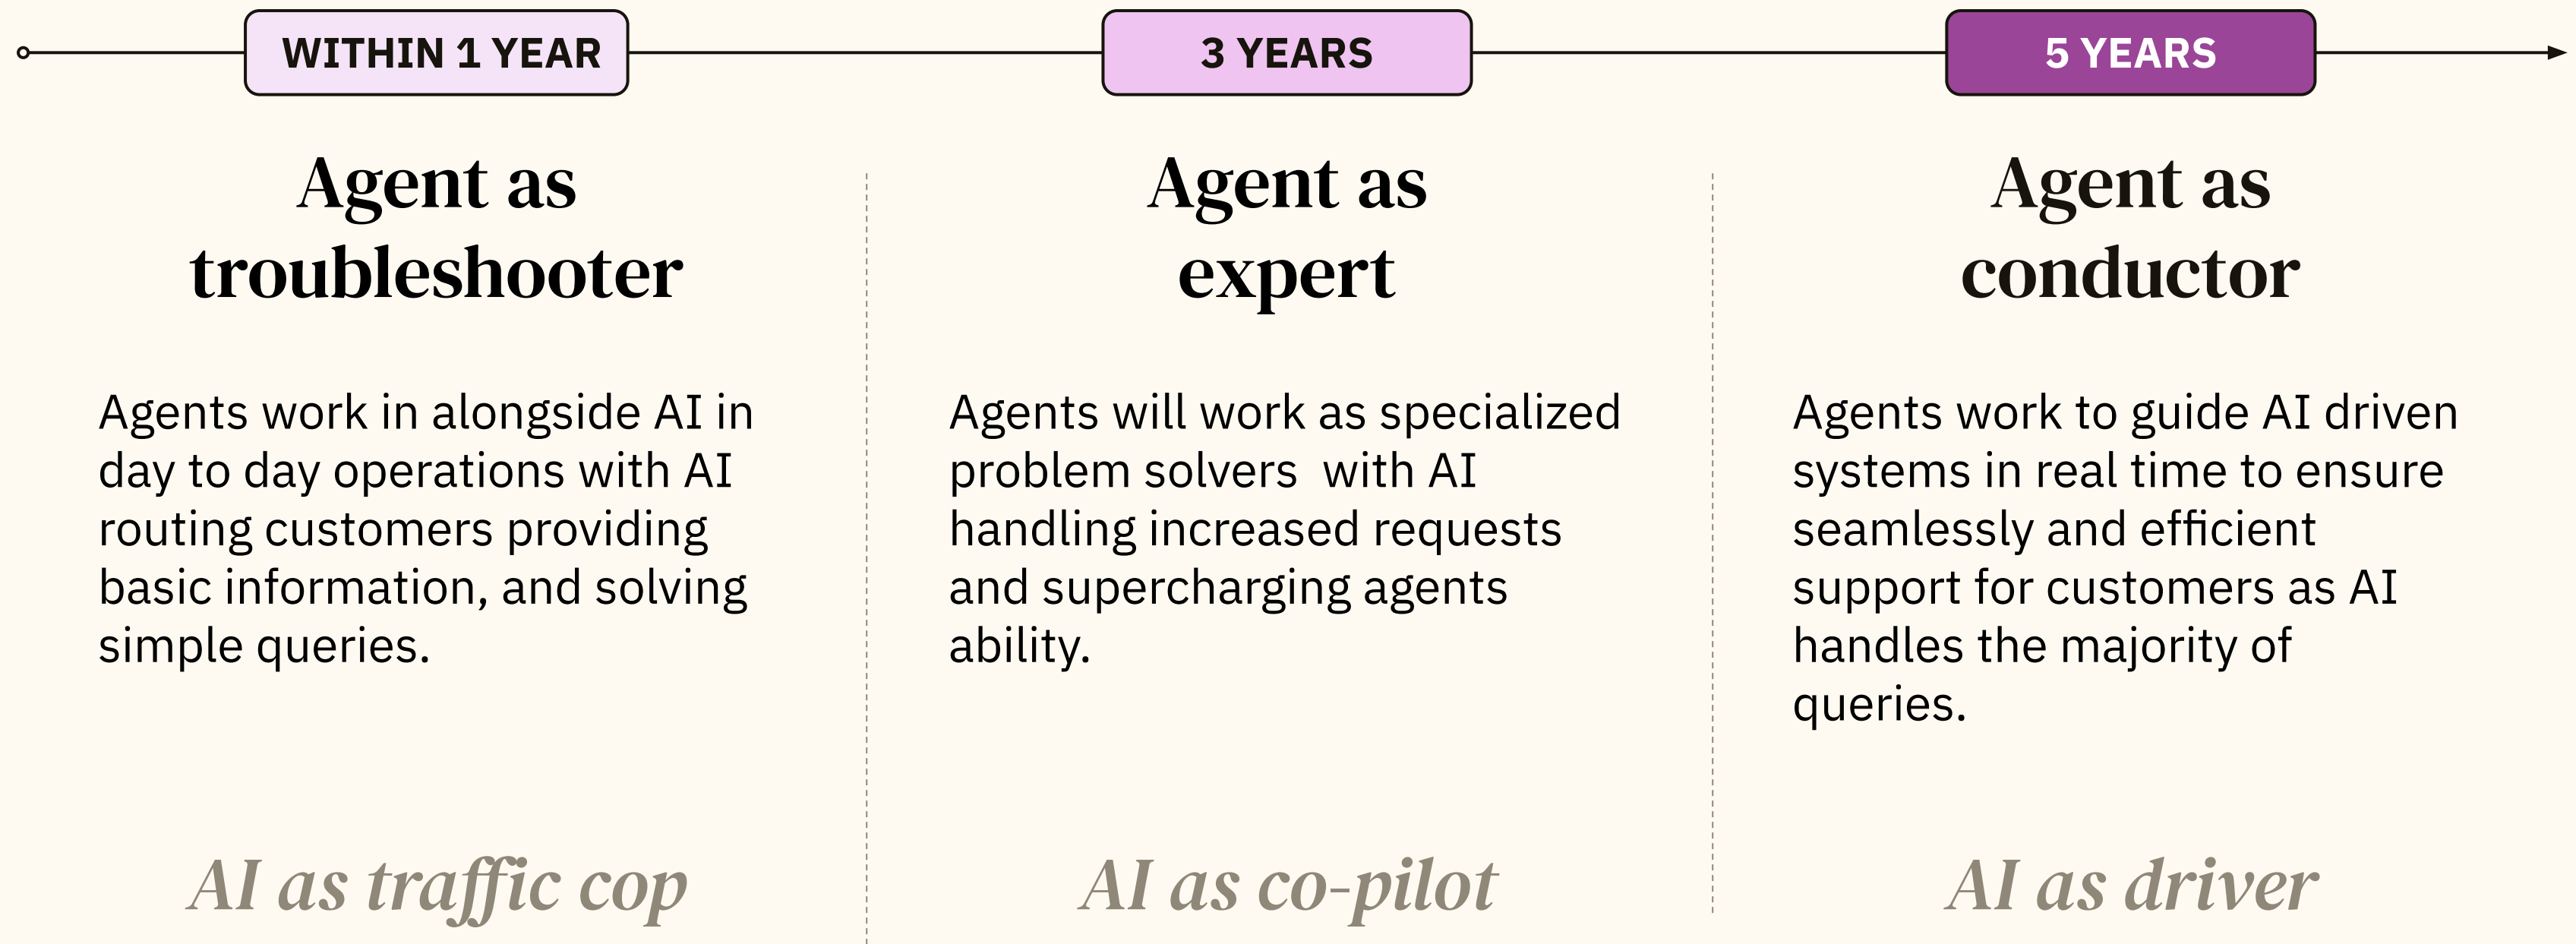 WITHIN 1 YEAR
3 YEARS
5 YEARS
Agent as
troubleshooter
Agents work in alongside AI in
day to day operations with AI
routing customers providing
basic information, and solving
simple queries.
AI as traffic cop
Agent as
expert
Agents will work as specialized
problem solvers  with AI
handling increased requests
and supercharging agents
ability.
AI as co-pilot
Agent as
conductor
Agents work to guide AI driven
systems in real time to ensure
seamlessly and efficient
support for customers as AI
handles the majority of
queries.
AI as driver